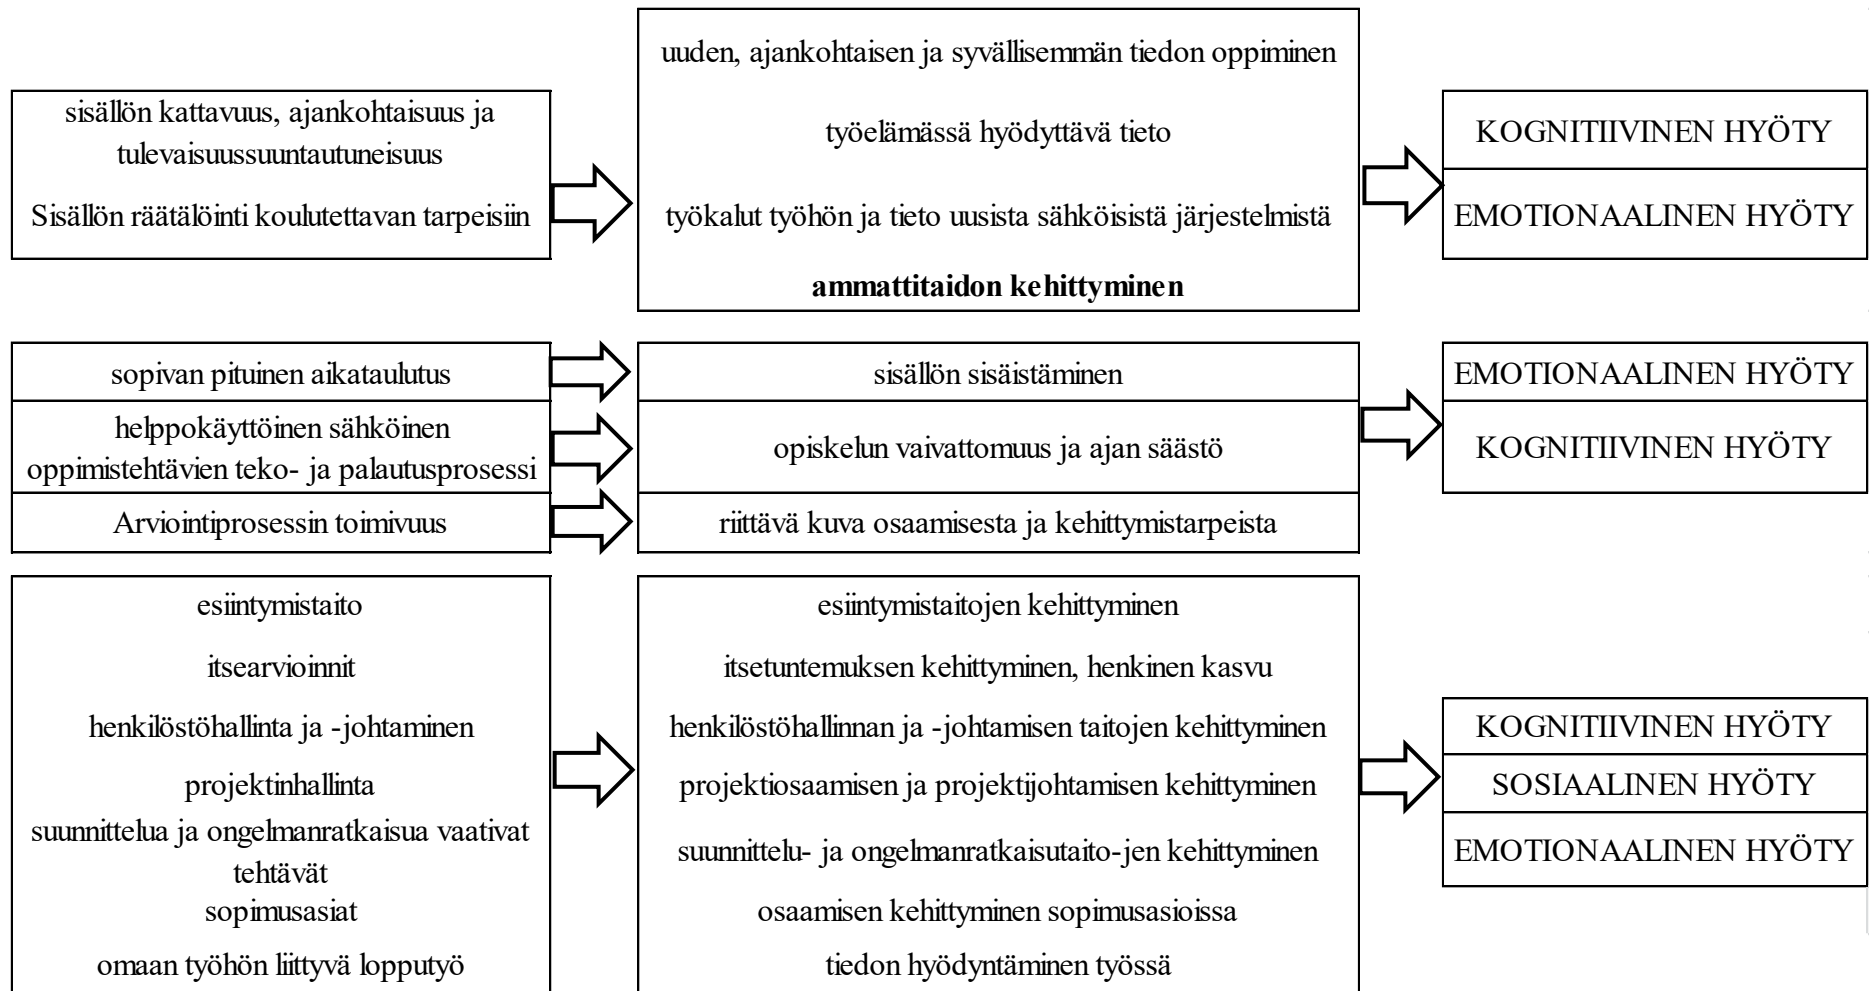 sisällön kattavuus, ajankohtaisuus ja
tulevaisuussuuntautuneisuus
Sisällön räätälöinti koulutettavan tarpeisiin
uuden, ajankohtaisen ja syvällisemmän tiedon oppiminen
työelämässä hyödyttävä tieto
työkalut työhön ja tieto uusista sähköisistä järjestelmistä
ammattitaidon kehittyminen
KOGNITIIVINEN HYÖTY
EMOTIONAALINEN HYÖTY
sopivan pituinen aikataulutus
helppokäyttöinen sähköinen
oppimistehtävien teko- ja palautusprosessi
Arviointiprosessin toimivuus
sisällön sisäistäminen
opiskelun vaivattomuus ja ajan säästö
riittävä kuva osaamisesta ja kehittymistarpeista
EMOTIONAALINEN HYÖTY
KOGNITIIVINEN HYÖTY
esiintymistaito
itsearvioinnit
henkilöstöhallinta ja -johtaminen
projektinhallinta
suunnittelua ja ongelmanratkaisua vaativat
tehtävät
sopimusasiat
omaan työhön liittyvä lopputyö
esiintymistaitojen kehittyminen
itsetuntemuksen kehittyminen, henkinen kasvu
henkilöstöhallinnan ja -johtamisen taitojen kehittyminen
projektiosaamisen ja projektijohtamisen kehittyminen
suunnittelu- ja ongelmanratkaisutaito-jen kehittyminen
osaamisen kehittyminen sopimusasioissa
tiedon hyödyntäminen työssä
KOGNITIIVINEN HYÖTY
SOSIAALINEN HYÖTY
EMOTIONAALINEN HYÖTY